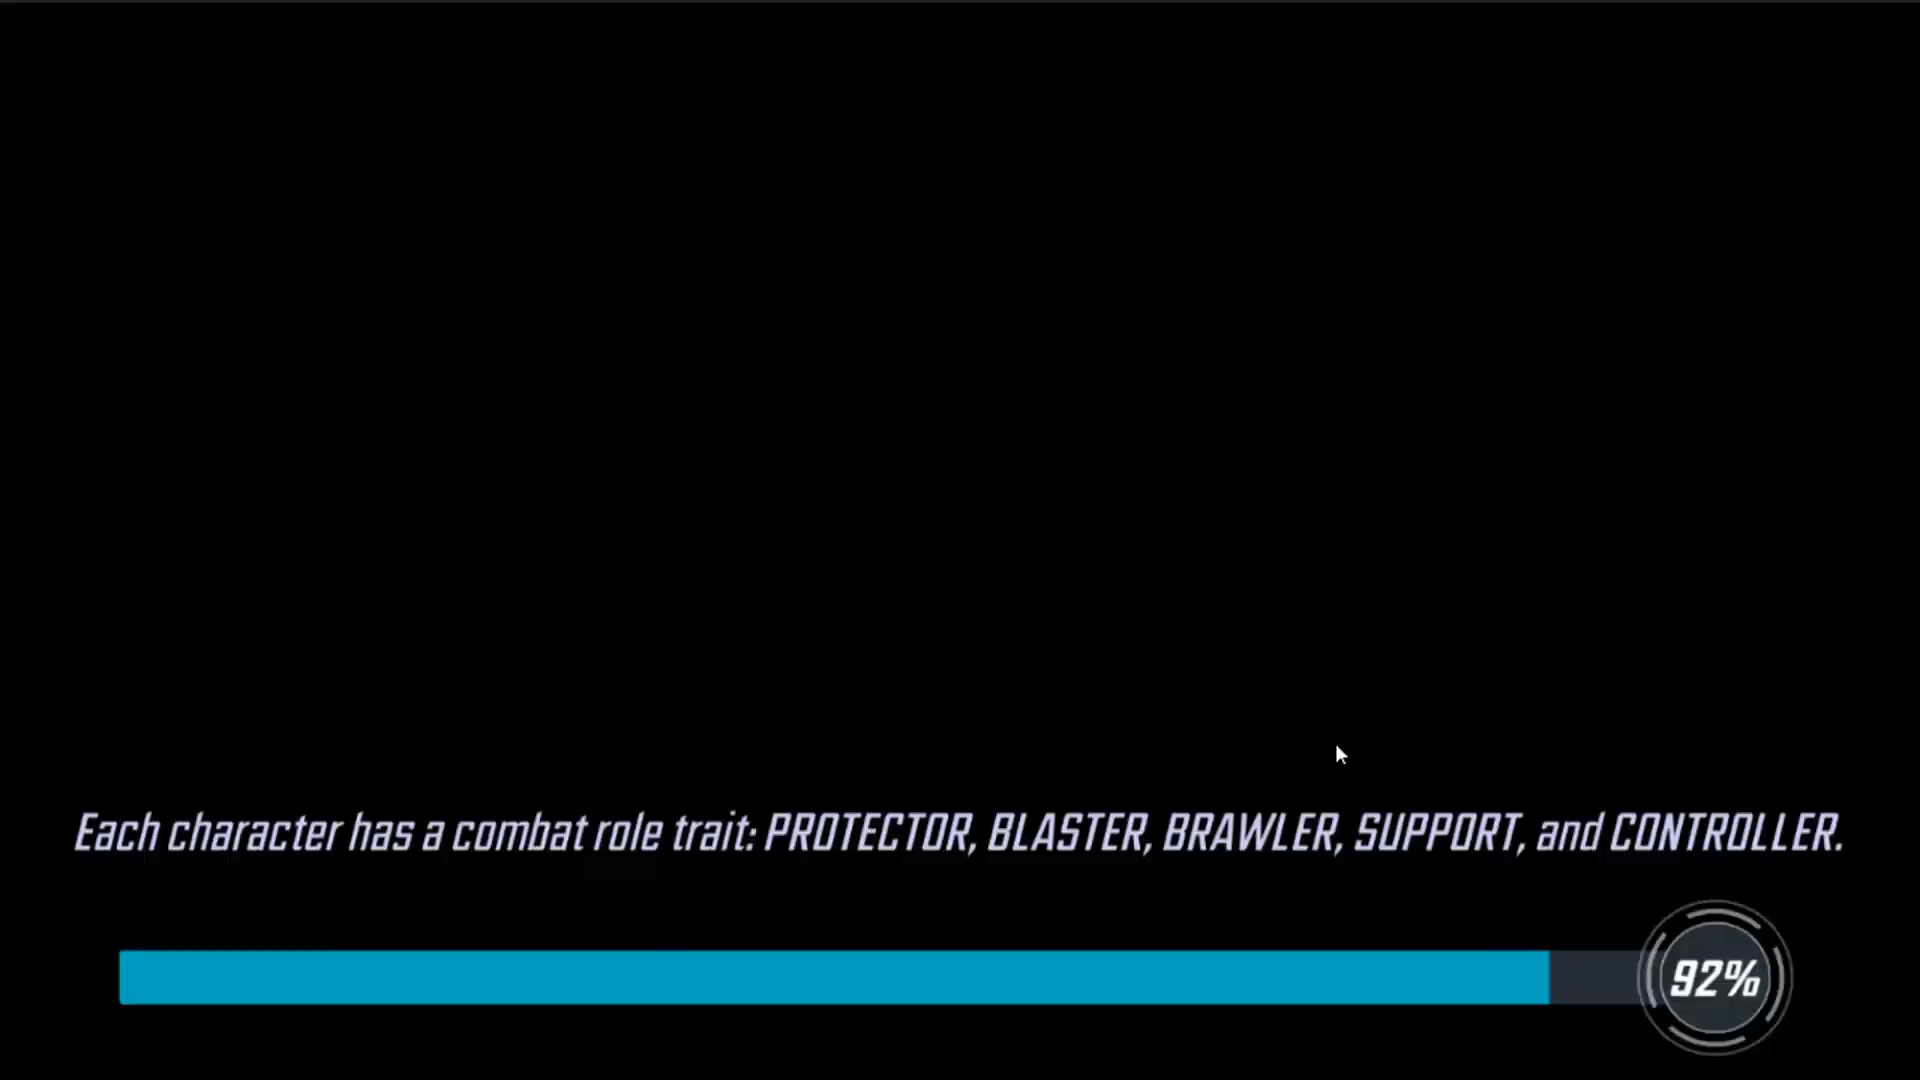 Each character has a combat role trait: PROTECTOR, BLASTER, BRAWLER, SUPPORT, and CONTROLLER.
92%